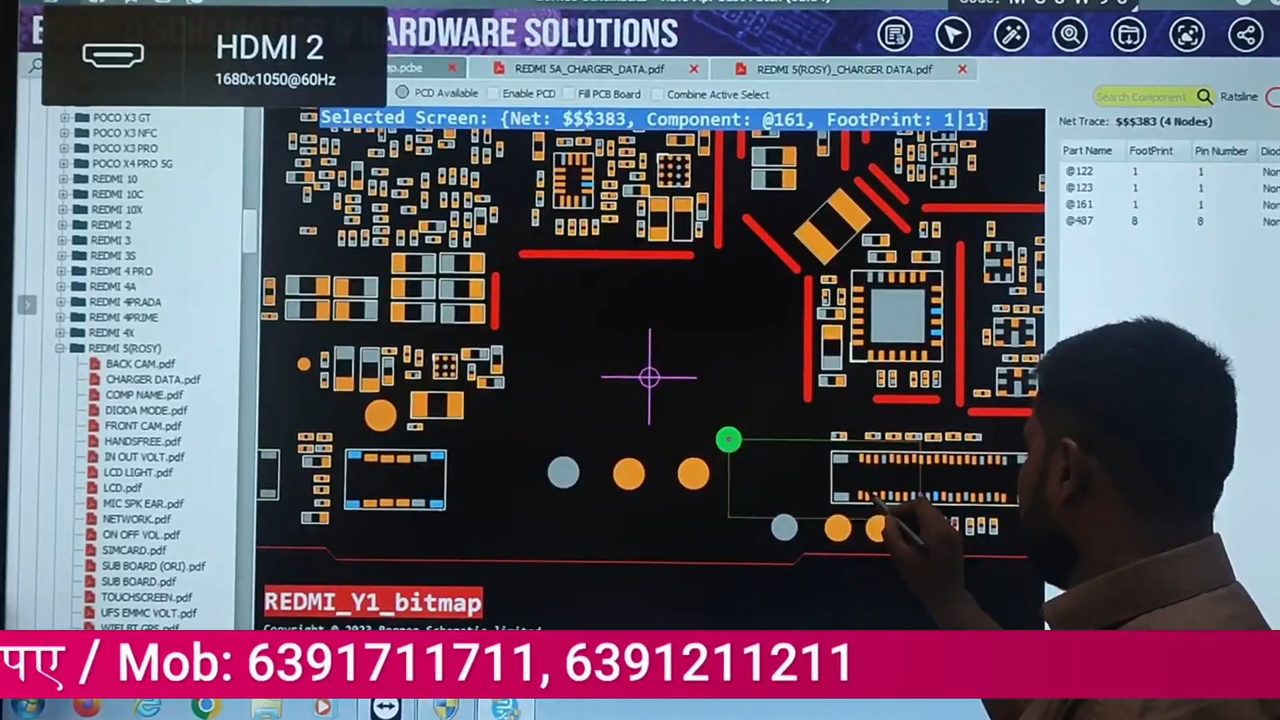 HDMI 2
1680x1050@60Hz
ARDWARE SOLUTIONS
REDMI 5A_CHARGER_DATA.pdf
REDMI 5(ROSY)_CHARGER DATA.pdf
PCD Available
Enable PCD
Fill PCB Board
Combine Active Select
Search Component
Ratsline
Selected Screen: {Net: $$$383, Component: @161, FootPrint: 1|1}
Net Trace: $$$383 (4 Nodes)
Part Name FootPrint Pin Number
@122 1 1
@123 1 1
@161 1 1
@487 8 8
POCO X3 GT
POCO X3 NFC
POCO X3 PRO
POCO X4 PRO 5G
REDMI 10
REDMI 10C
REDMI 10X
REDMI 2
REDMI 3
REDMI 3S
REDMI 4 PRO
REDMI 4A
REDMI 4PRADA
REDMI 4PRIME
REDMI 4X
REDMI 5(ROSY)
BACK CAM.pdf
CHARGER DATA.pdf
COMP NAME.pdf
DIODA MODE.pdf
FRONT CAM.pdf
HANDSFREE.pdf
IN OUT VOLT.pdf
LCD LIGHT.pdf
LCD.pdf
MIC SPK EAR.pdf
NETWORK.pdf
ON OFF VOL.pdf
SIMCARD.pdf
SUB BOARD (ORI).pdf
SUB BOARD.pdf
TOUCHSCREEN.pdf
UFS EMMC VOLT.pdf
REDMI_Y1_bitmap
पए / Mob: 6391711711, 6391211211